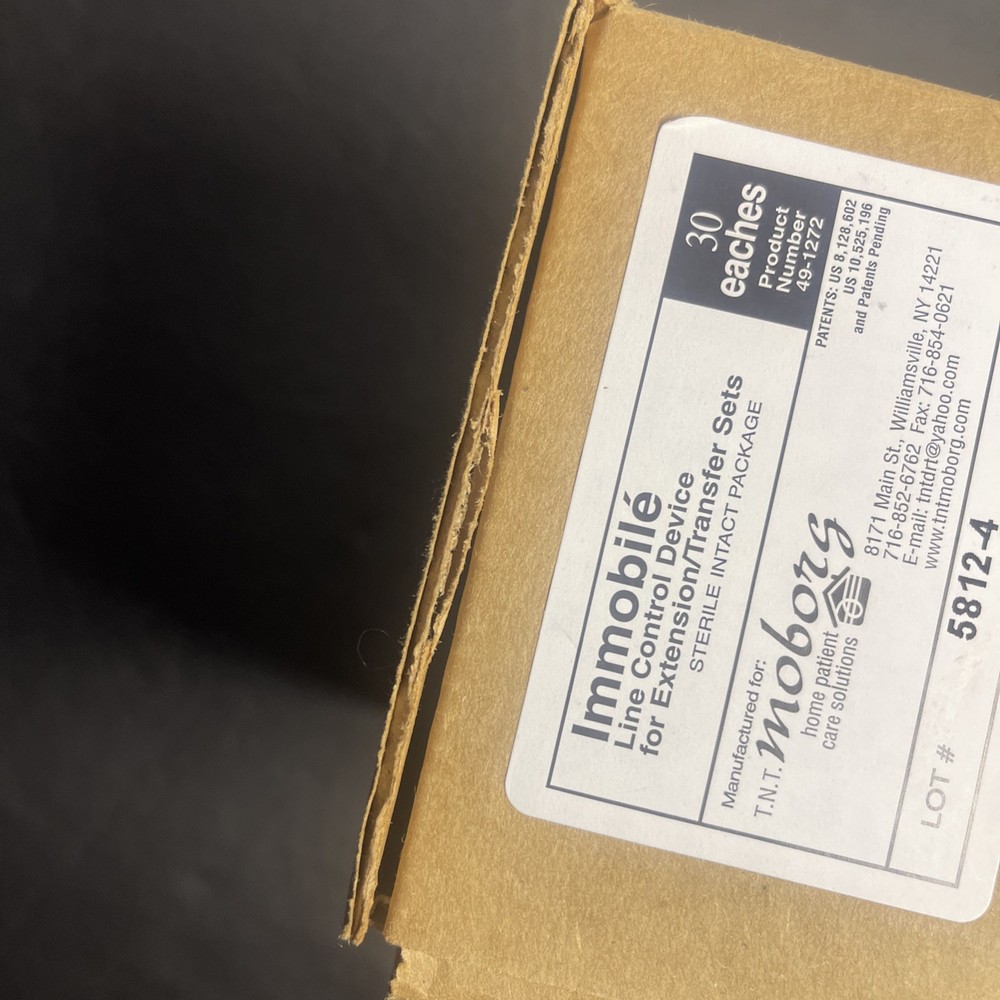 Immobilé
Line Control Device
for Extension/Transfer Sets
STERILE INTACT PACKAGE
30
eaches
Product
Number
49-1272
PATENTS: US 8,128,602
US 10,525,196
and Patents Pending
Manufactured for:
T.N.T. moborg
home patient
care solutions
8171 Main St., Williamsville, NY 14221
716-852-6762 Fax: 716-854-0621
E-mail: tntdrt@yahoo.com
www.tntmoborg.com
LOT # 5812-4